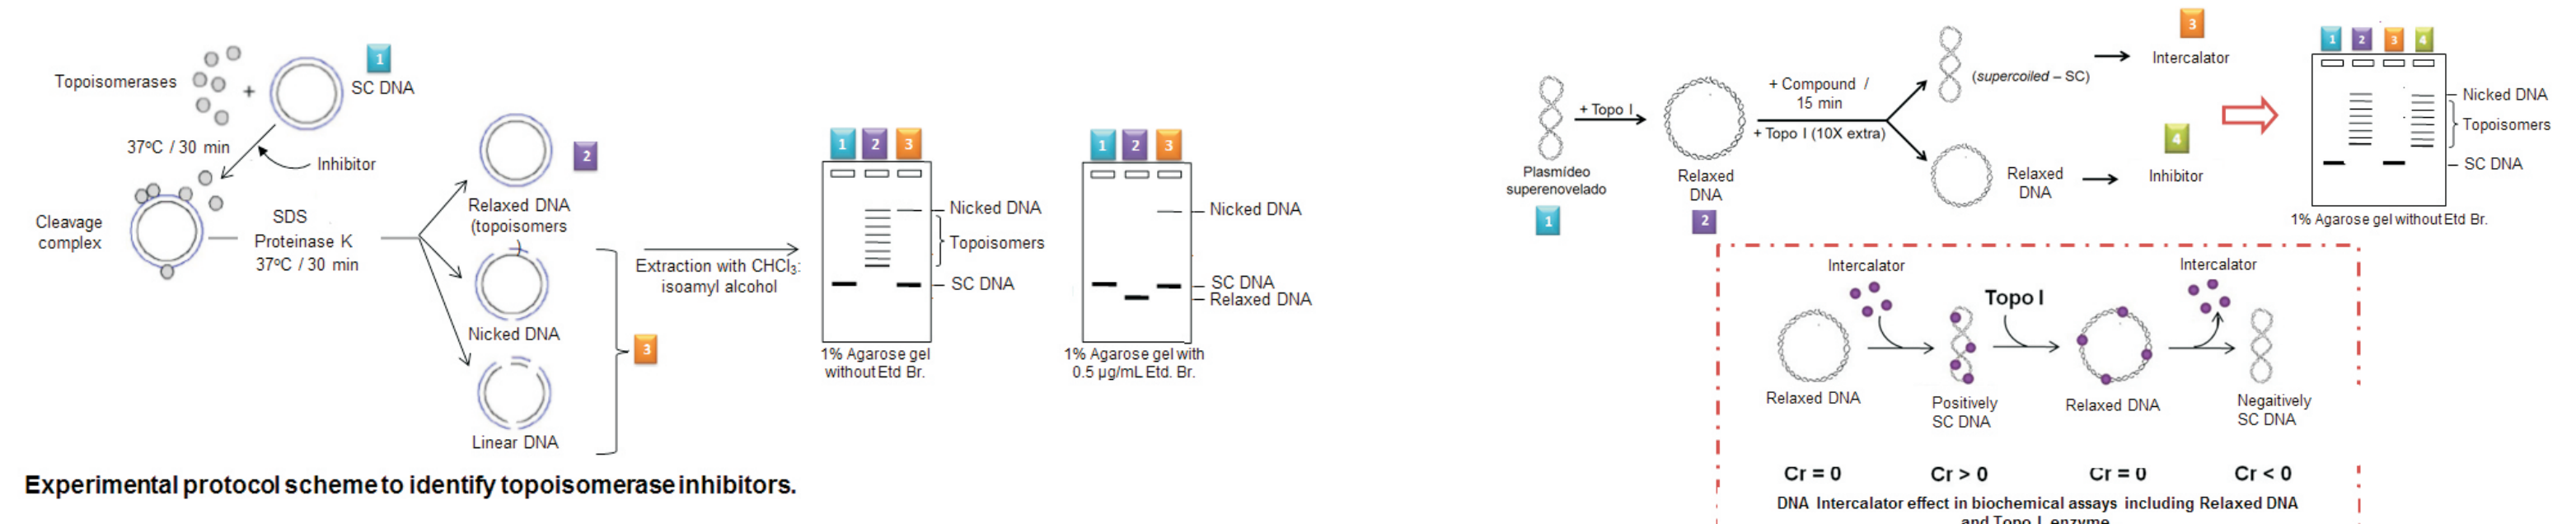 Topoisomerases
+
1
SC DNA
37ºC / 30 min
Inhibitor
Cleavage
complex
SDS
Proteinase K
37ºC / 30 min
2
Relaxed DNA
(topoisomers
)
Nicked DNA
Linear DNA
3
Extraction with CHCl3:
isoamyl alcohol
1 2 3
Nicked DNA
Topoisomers
SC DNA
1% Agarose gel
without Etd Br.
1 2 3
Nicked DNA
SC DNA
Relaxed DNA
1% Agarose gel with
0.5 µg/mL Etd. Br.
Experimental protocol scheme to identify topoisomerase inhibitors.
Plasmídeo
superenovelado
1
+ Topo I
Relaxed
DNA
2
+ Compound /
15 min
+ Topo I (10X extra)
(supercoiled – SC)
3
Intercalator
Relaxed
DNA
4
Inhibitor
1 2 3 4
Nicked DNA
Topoisomers
SC DNA
1% Agarose gel without Etd Br.
Intercalator
Topo I
Intercalator
Relaxed DNA
Positively
SC DNA
Relaxed DNA
Negaitively
SC DNA
Cr = 0
Cr > 0
Cr = 0
Cr < 0
DNA Intercalator effect in biochemical assays including Relaxed DNA
and Topo I enzyme